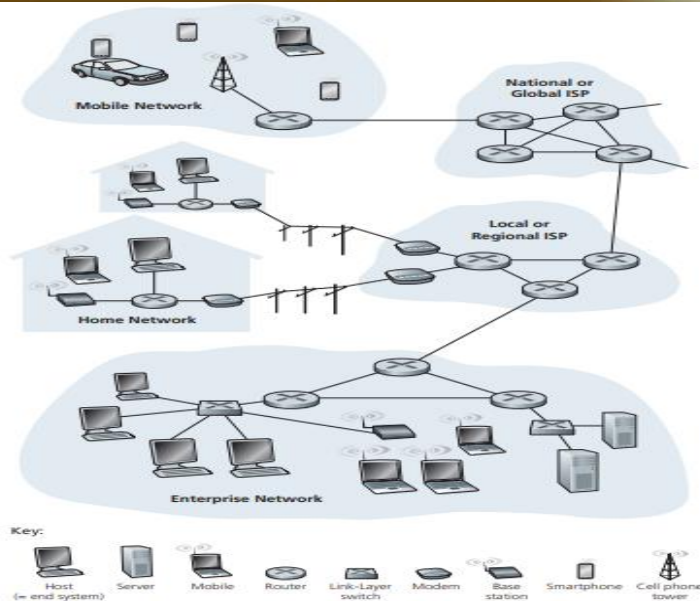 Mobile Network
National or
Global ISP
Local or
Regional ISP
Home Network
Enterprise Network
Key:
Host
(= end system)
Server
Mobile
Router
Link-Layer
switch
Modem
Base
station
Smartphone
Cell phone
tower